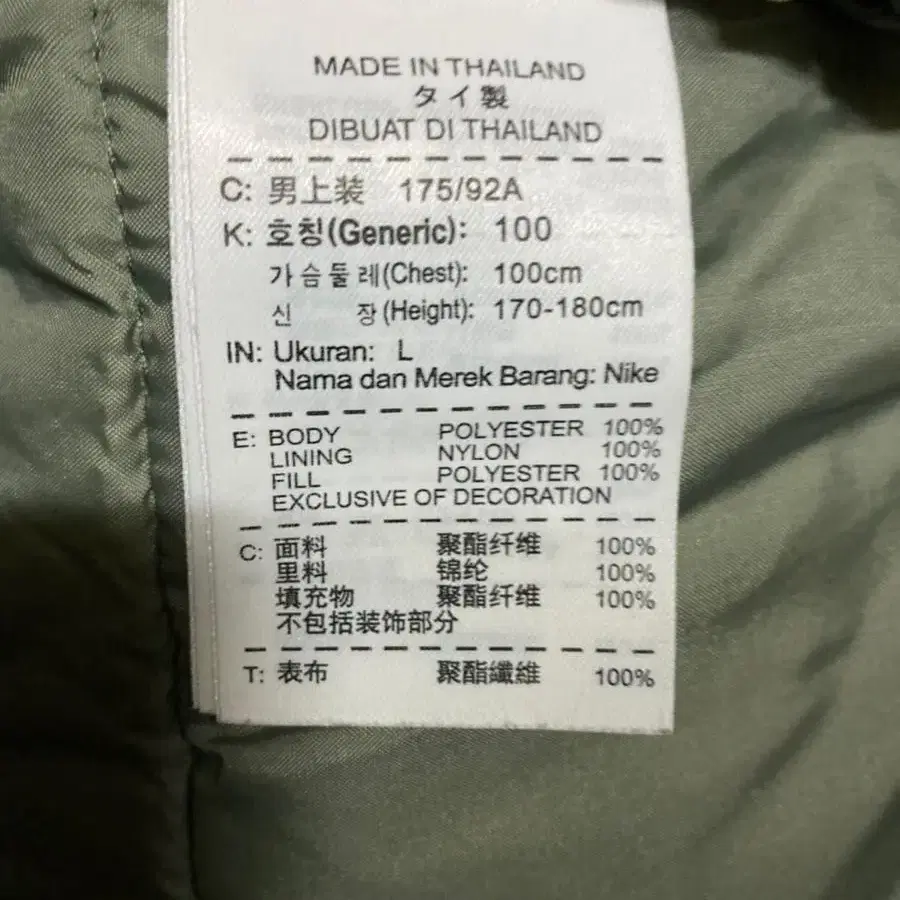 MADE IN THAILAND
タイ製
DIBUAT DI THAILAND
C: 男上装 175/92A
K: 호칭(Generic): 100
가슴둘레(Chest): 100cm
신 장(Height): 170-180cm
IN: Ukuran: L
Nama dan Merek Barang: Nike
E: BODY POLYESTER 100%
LINING NYLON 100%
FILL POLYESTER 100%
EXCLUSIVE OF DECORATION
C: 面料 聚酯纤维 100%
里料 锦纶 100%
填充物 聚酯纤维 100%
不包括装饰部分
T: 表布 聚酯纖維 100%